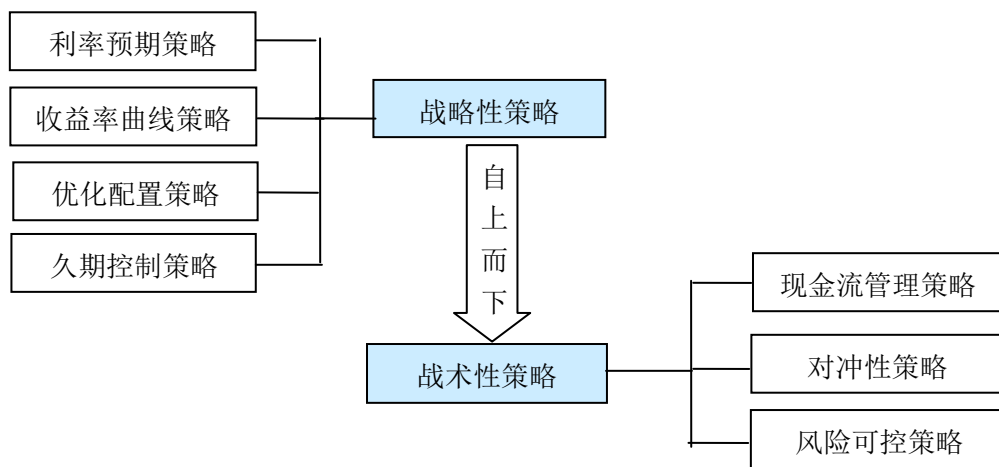 利率预期策略
收益率曲线策略
优化配置策略
久期控制策略
战略性策略
自
上
而
下
战术性策略
现金流管理策略
对冲性策略
风险可控策略